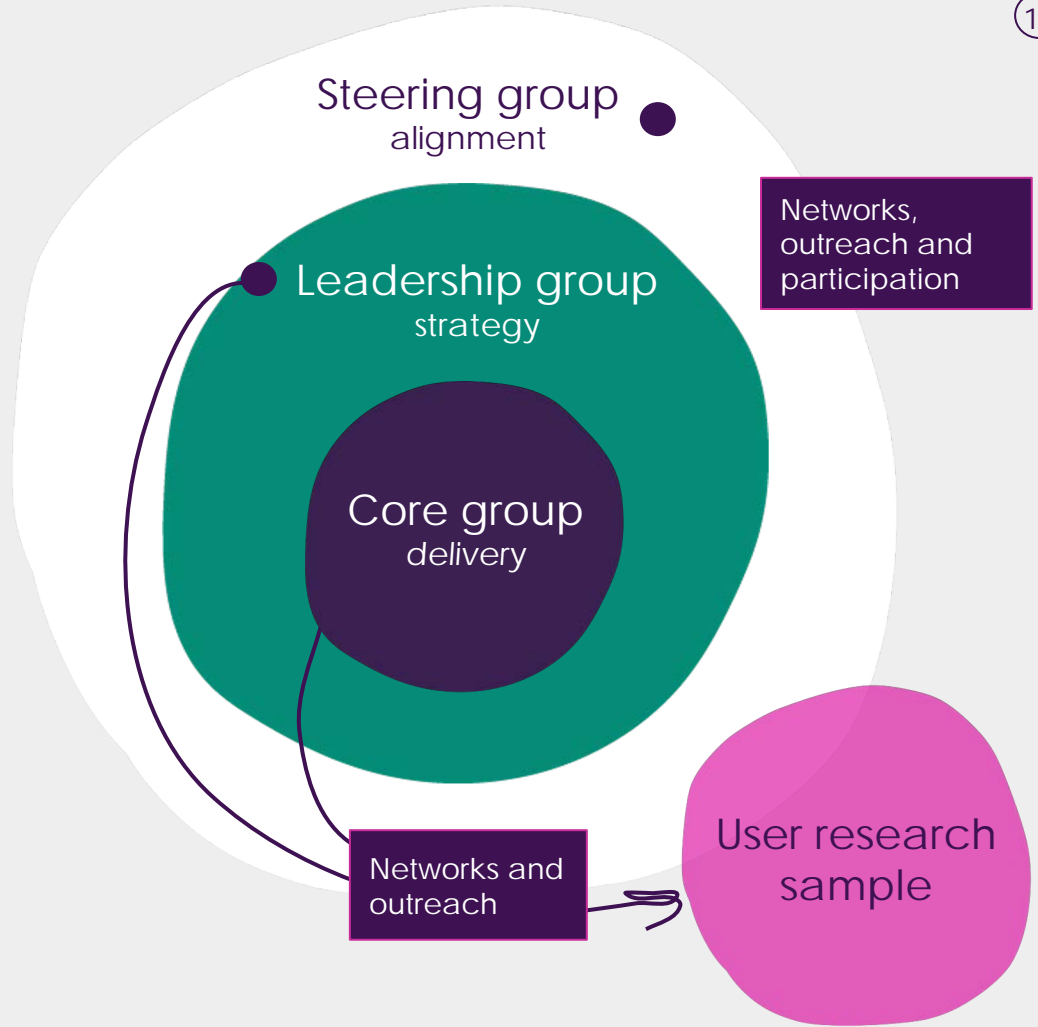 1
Steering group
alignment
Networks,
outreach and
participation
Leadership group
strategy
Core group
delivery
Networks and
outreach
User research
sample